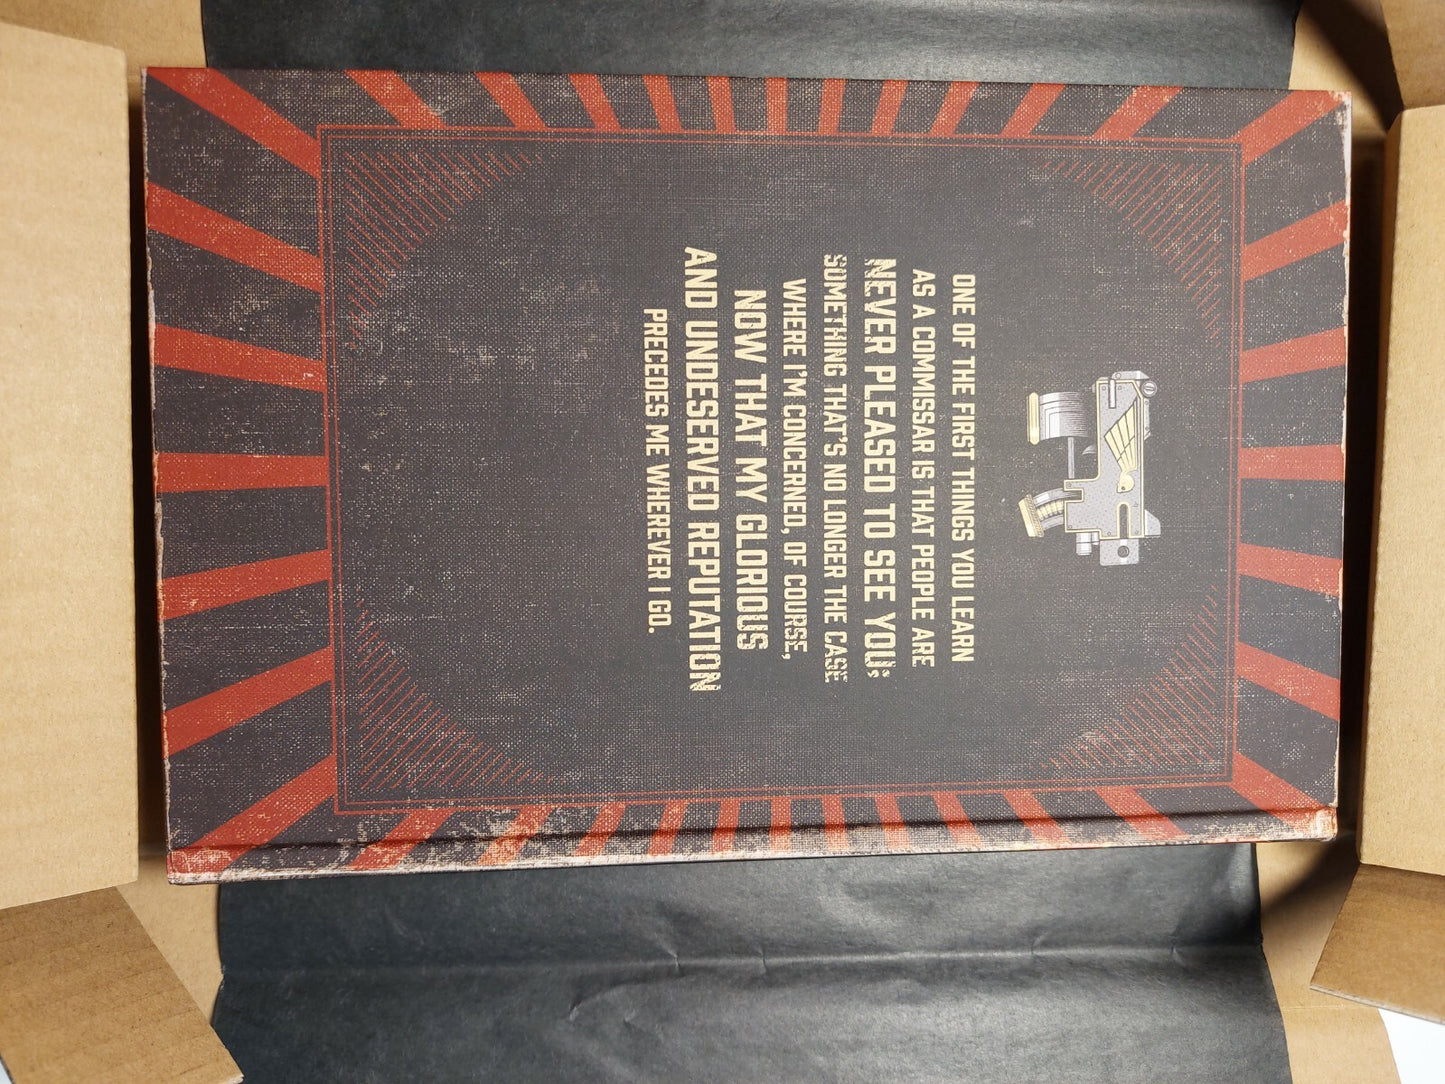 ONE OF THE FIRST THINGS YOU LEARN
AS A COMMISSAR IS THAT PEOPLE ARE
NEVER PLEASED TO SEE YOU;
SOMETHING THAT'S NO LONGER THE CASE
WHERE I'M CONCERNED, OF COURSE,
NOW THAT MY GLORIOUS
AND UNDESERVED REPUTATION
PRECEDES ME WHEREVER I GO.